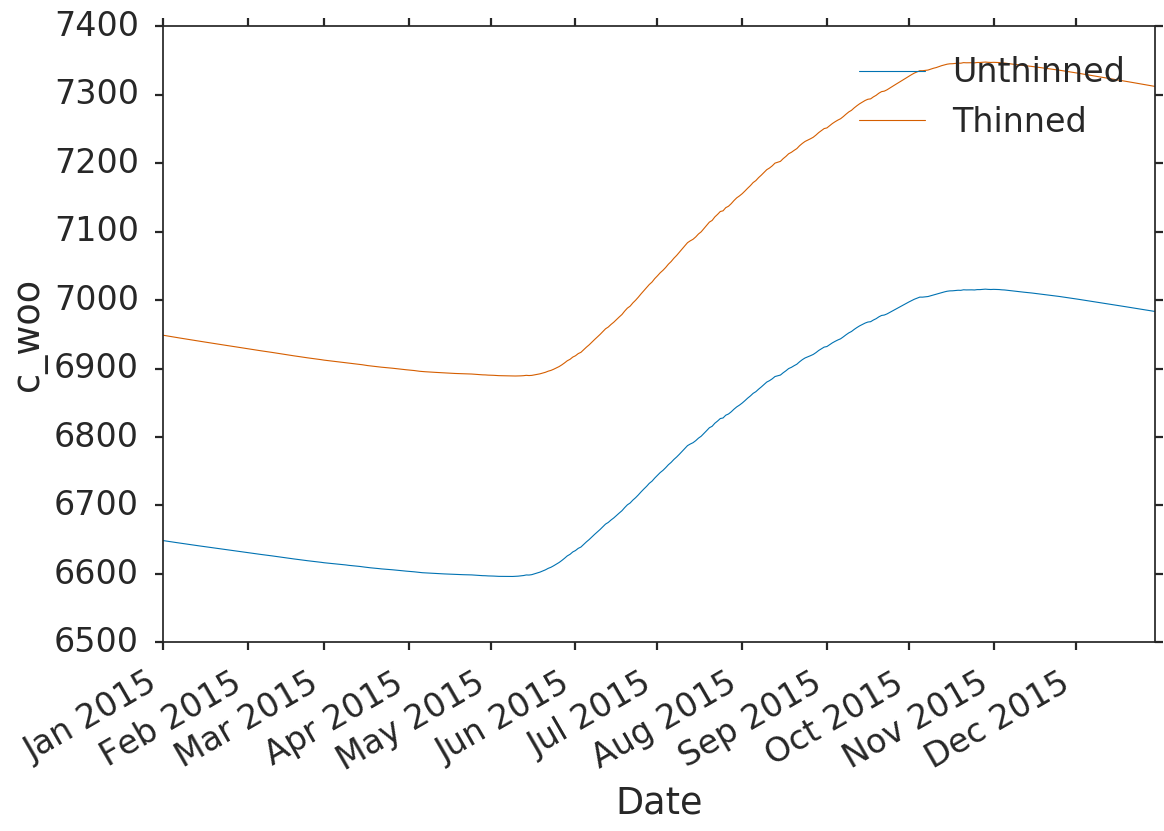 7400
7300
7200
7100
7000
6900
6800
6700
6600
6500
c_woo
Unthinned
Thinned
Jan 2015
Feb 2015
Mar 2015
Apr 2015
May 2015
Jun 2015
Jul 2015
Aug 2015
Sep 2015
Oct 2015
Nov 2015
Dec 2015
Date